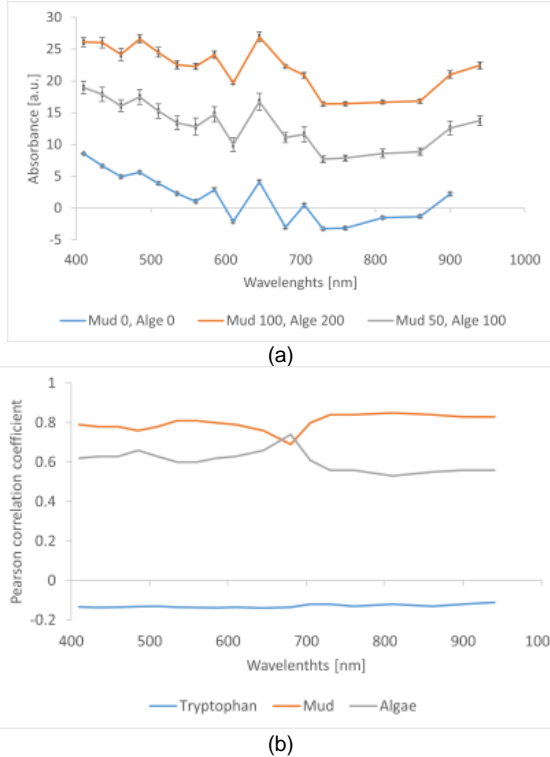 30
25
20
15
10
5
0
-5
Absorbance [a.u.]
400 500 600 700 800 900 1000
Wavelenghts [nm]
Mud 0, Alge 0 Mud 100, Alge 200 Mud 50, Alge 100
(a)
1
0.8
0.6
0.4
0.2
0
-0.2
Pearson correlation coefficient
400 500 600 700 800 900 100
Wavelenthts [nm]
Tryptophan Mud Algae
(b)